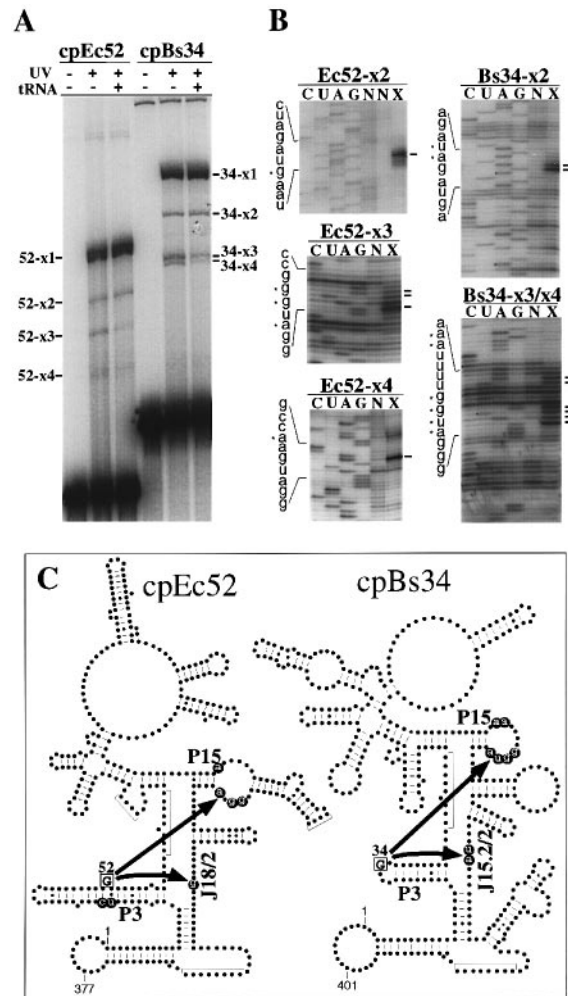 A
cpEc52 cpBs34
UV - + + - + +
tRNA - - + - - +
34-x1
34-x2
34-x3
34-x4
52-x1
52-x2
52-x3
52-x4
B
Ec52-x2
C U A G N N X
c
u
a
g
a
u
g
a
a
u
Ec52-x3
C U A G N X
c
c
g
g
g
u
a
g
g
Ec52-x4
C U A G N X
g
c
c
a
a
g
u
a
g
g
Bs34-x2
C U A G N X
a
g
a
u
a
g
a
u
g
a
Bs34-x3/x4
C U A G N X
a
a
a
u
u
u
g
g
u
a
g
g
C
cpEc52 cpBs34
P15
a
a
g
g
u
52
G
c
u
P3
u
J18/2
1
377
P15
a a
a
u
g
g
34
G
P3
a
J15.2/2
1
401